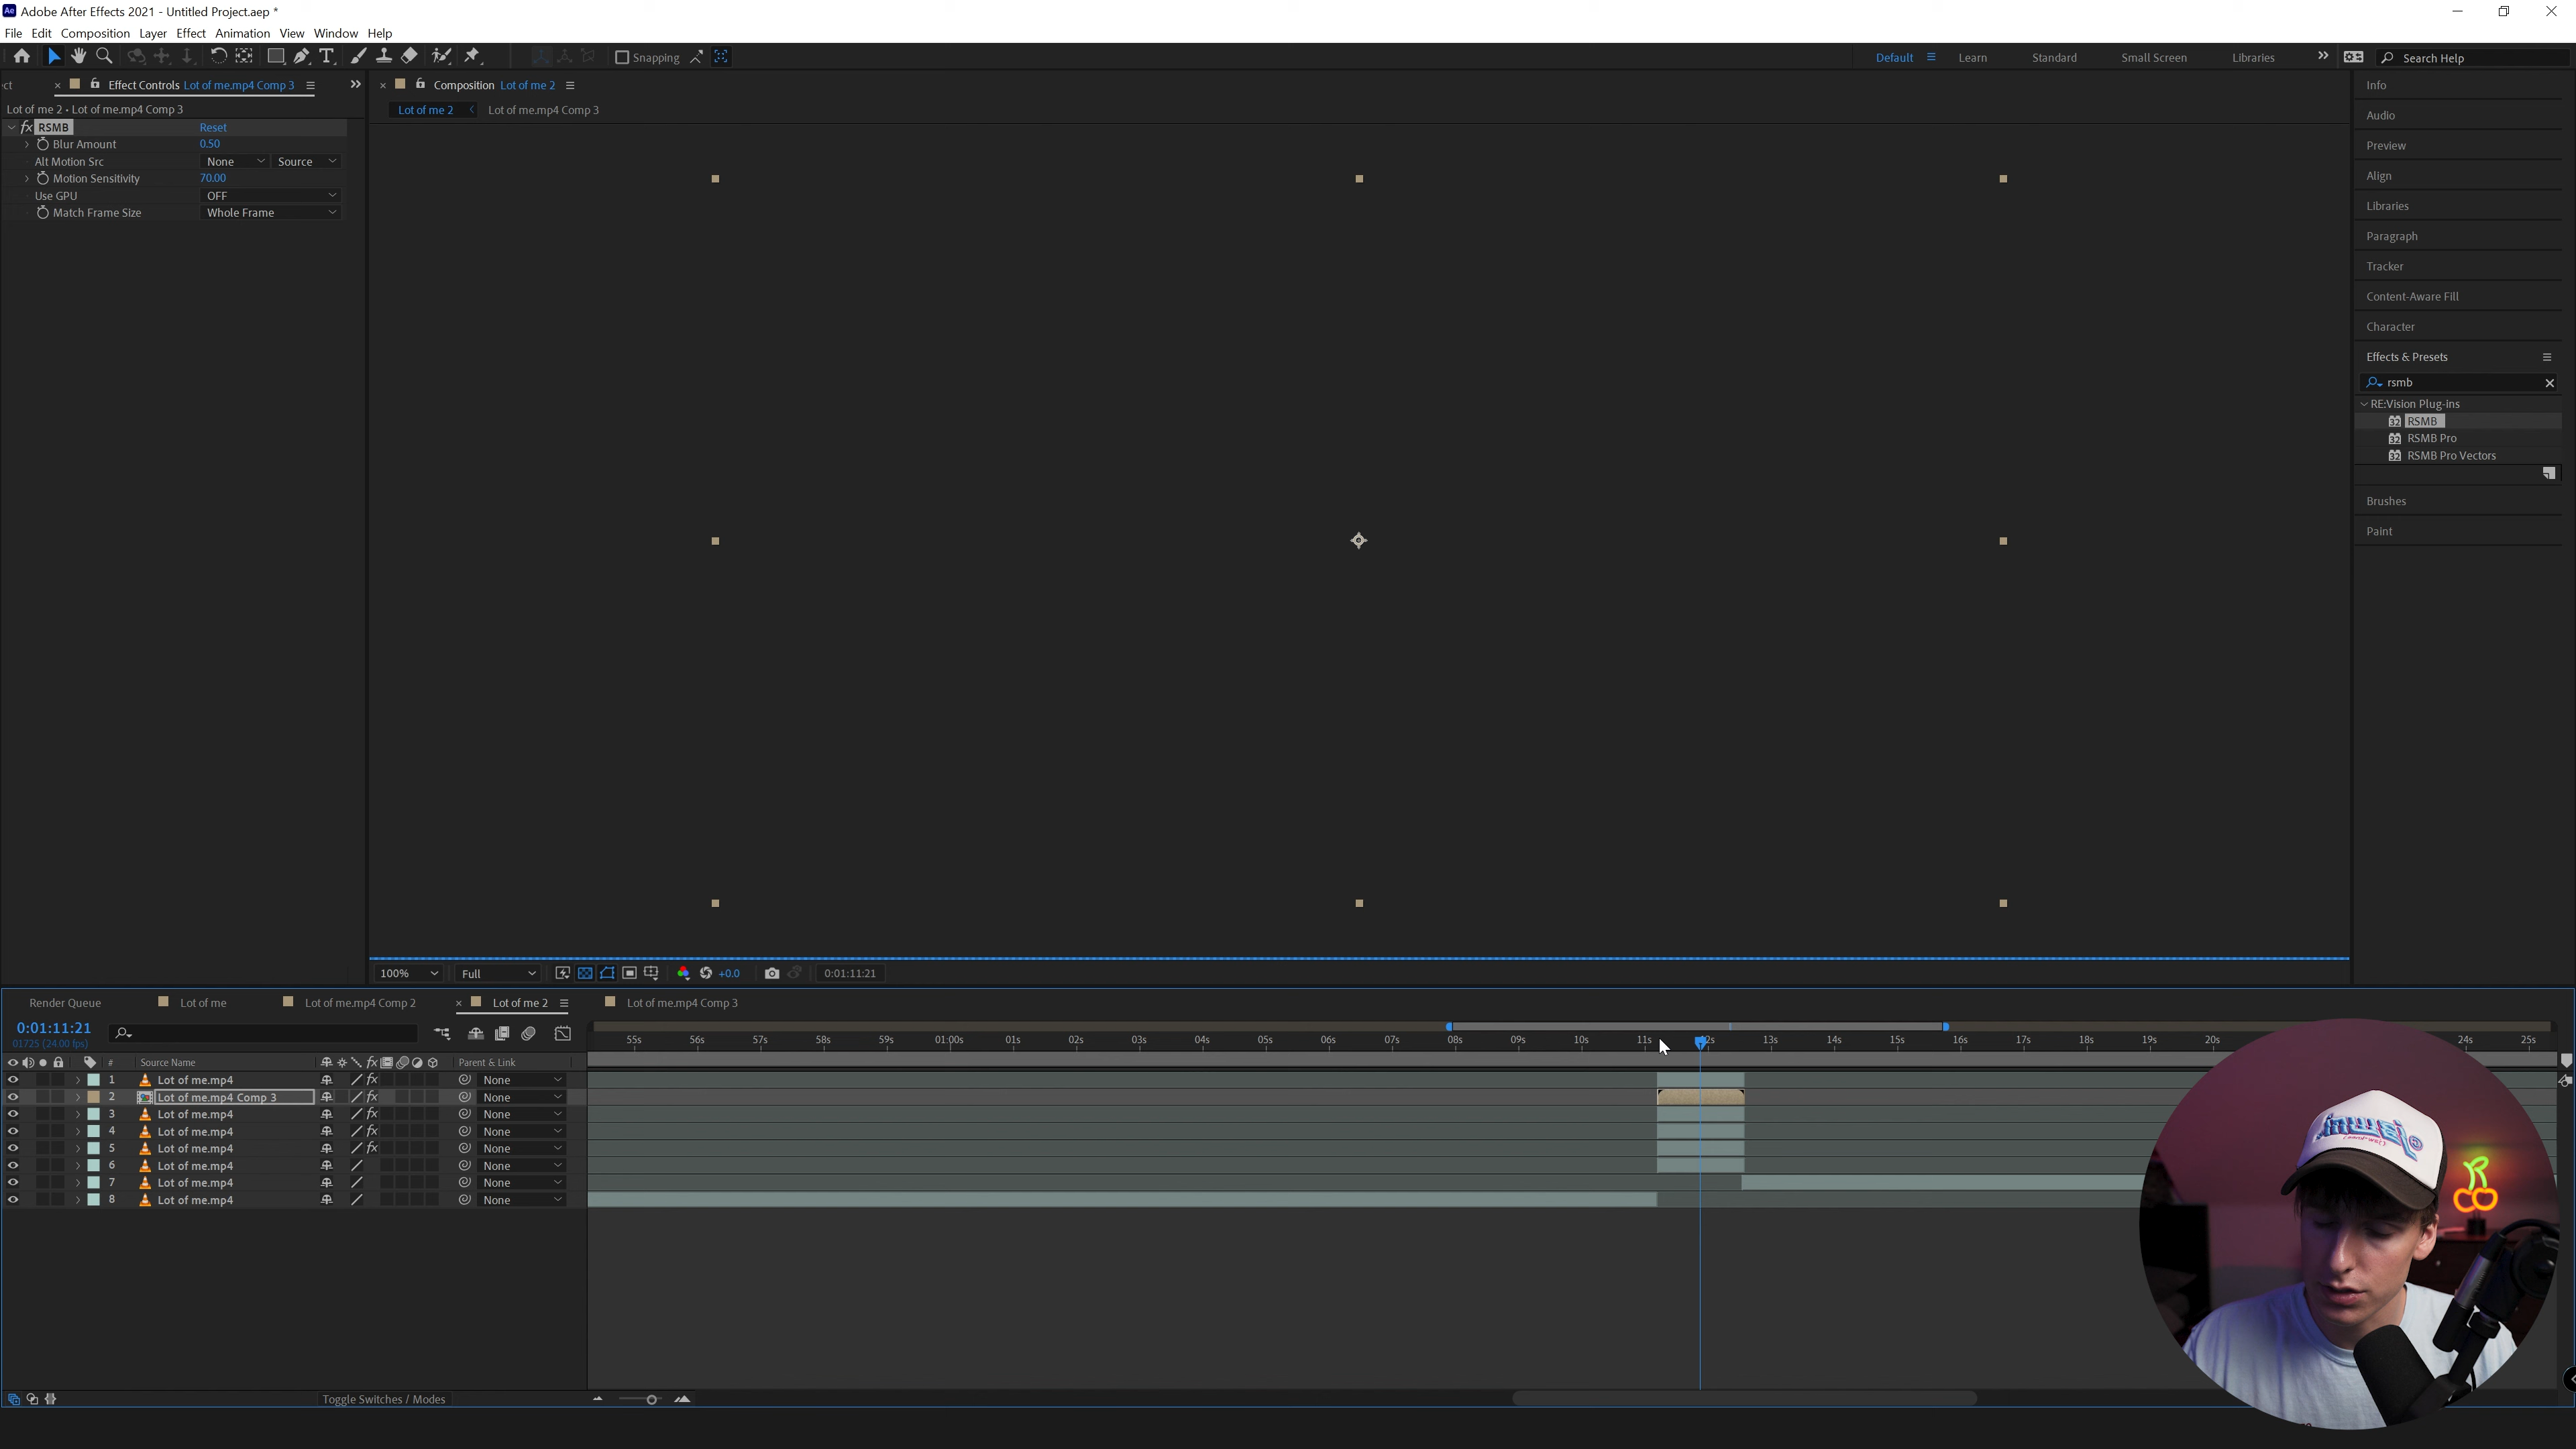 Ae Adobe After Effects 2021 - Untitled Project.aep *
File Edit Composition Layer Effect Animation View Window Help
Snapping
Default Learn Standard Small Screen Libraries Search Help
Effect Controls Lot of me.mp4 Comp 3
Composition Lot of me 2
Lot of me 2 • Lot of me.mp4 Comp 3
Lot of me 2 Lot of me.mp4 Comp 3
fx RSMB Reset
Blur Amount 0.50
Alt Motion Src None Source
Motion Sensitivity 70.00
Use GPU OFF
Match Frame Size Whole Frame
Info
Audio
Preview
Align
Libraries
Paragraph
Tracker
Content-Aware Fill
Character
Effects & Presets
rsmb
RE:Vision Plug-ins
32 RSMB
32 RSMB Pro
32 RSMB Pro Vectors
Brushes
Paint
100% Full +0.0 0:01:11:21
Render Queue Lot of me Lot of me.mp4 Comp 2 Lot of me 2 Lot of me.mp4 Comp 3
0:01:11:21
01725 (24.00 fps)
55s 56s 57s 58s 59s 01:00s 01s 02s 03s 04s 05s 06s 07s 08s 09s 10s 11s 12s 13s 14s 15s 16s 17s 18s 19s 20s 24s 25s
# Source Name fx Parent & Link
1 Lot of me.mp4 fx None
2 Lot of me.mp4 Comp 3 fx None
3 Lot of me.mp4 fx None
4 Lot of me.mp4 fx None
5 Lot of me.mp4 fx None
6 Lot of me.mp4 None
7 Lot of me.mp4 None
8 Lot of me.mp4 None
Toggle Switches / Modes